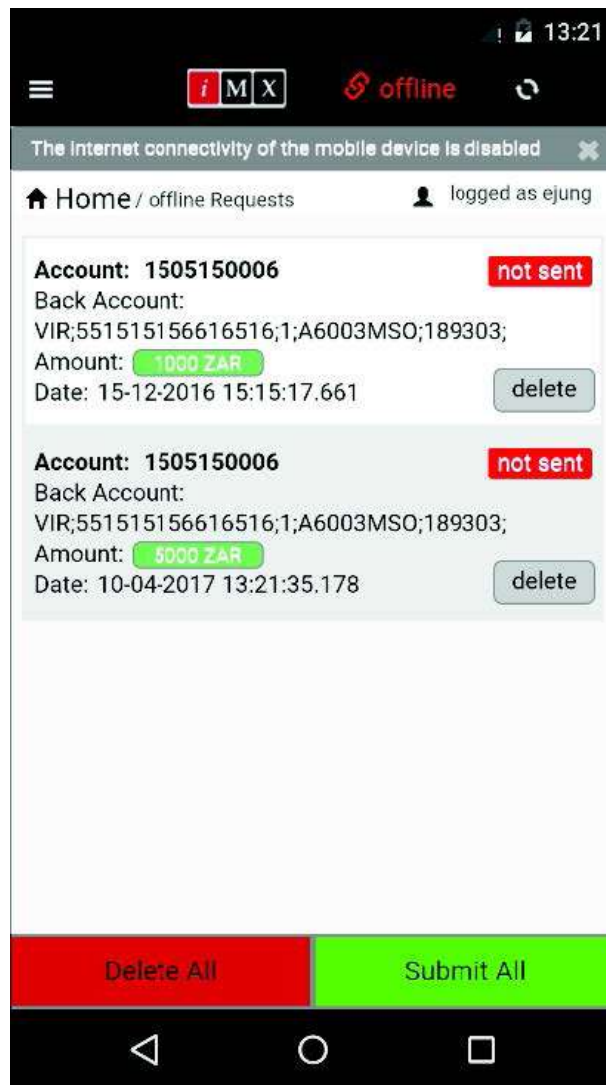 ! 13:21
i M X offline
The internet connectivity of the mobile device is disabled
Home / offline Requests logged as ejung
Account: 1505150006 not sent
Back Account:
VIR;551515156616516;1;A6003MSO;189303;
Amount: 1000 ZAR
Date: 15-12-2016 15:15:17.661 delete
Account: 1505150006 not sent
Back Account:
VIR;551515156616516;1;A6003MSO;189303;
Amount: 5000 ZAR
Date: 10-04-2017 13:21:35.178 delete
Delete All Submit All